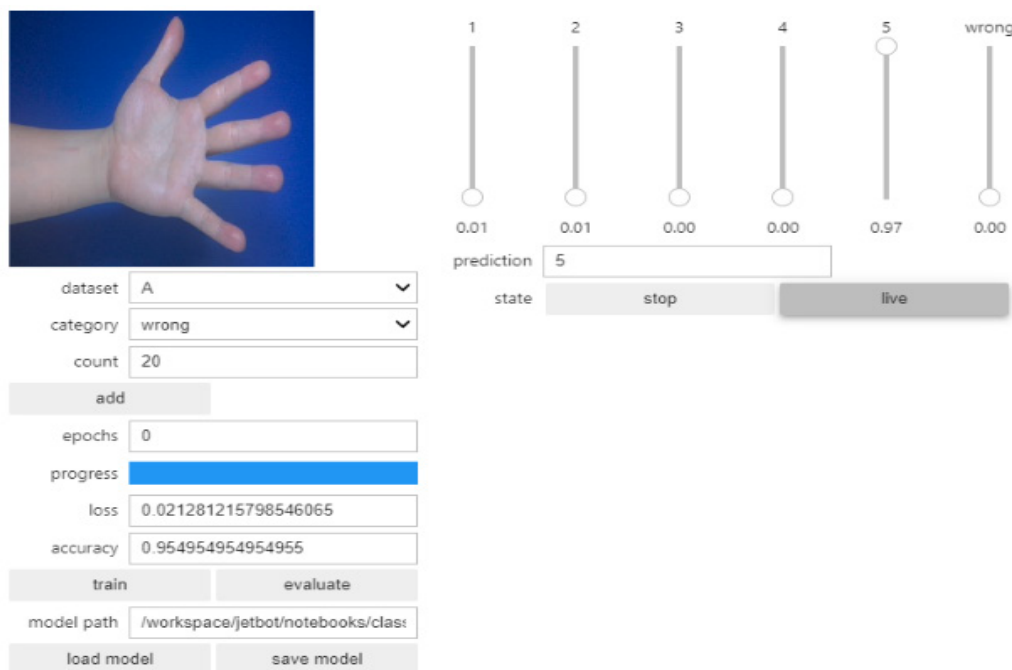 1 2 3 4 5 wrong
0.01 0.01 0.00 0.00 0.97 0.00
prediction 5
state stop live
dataset A
category wrong
count 20
add
epochs 0
progress
loss 0.021281215798546065
accuracy 0.954954954954955
train evaluate
model path /workspace/jetbot/notebooks/class
load model save model